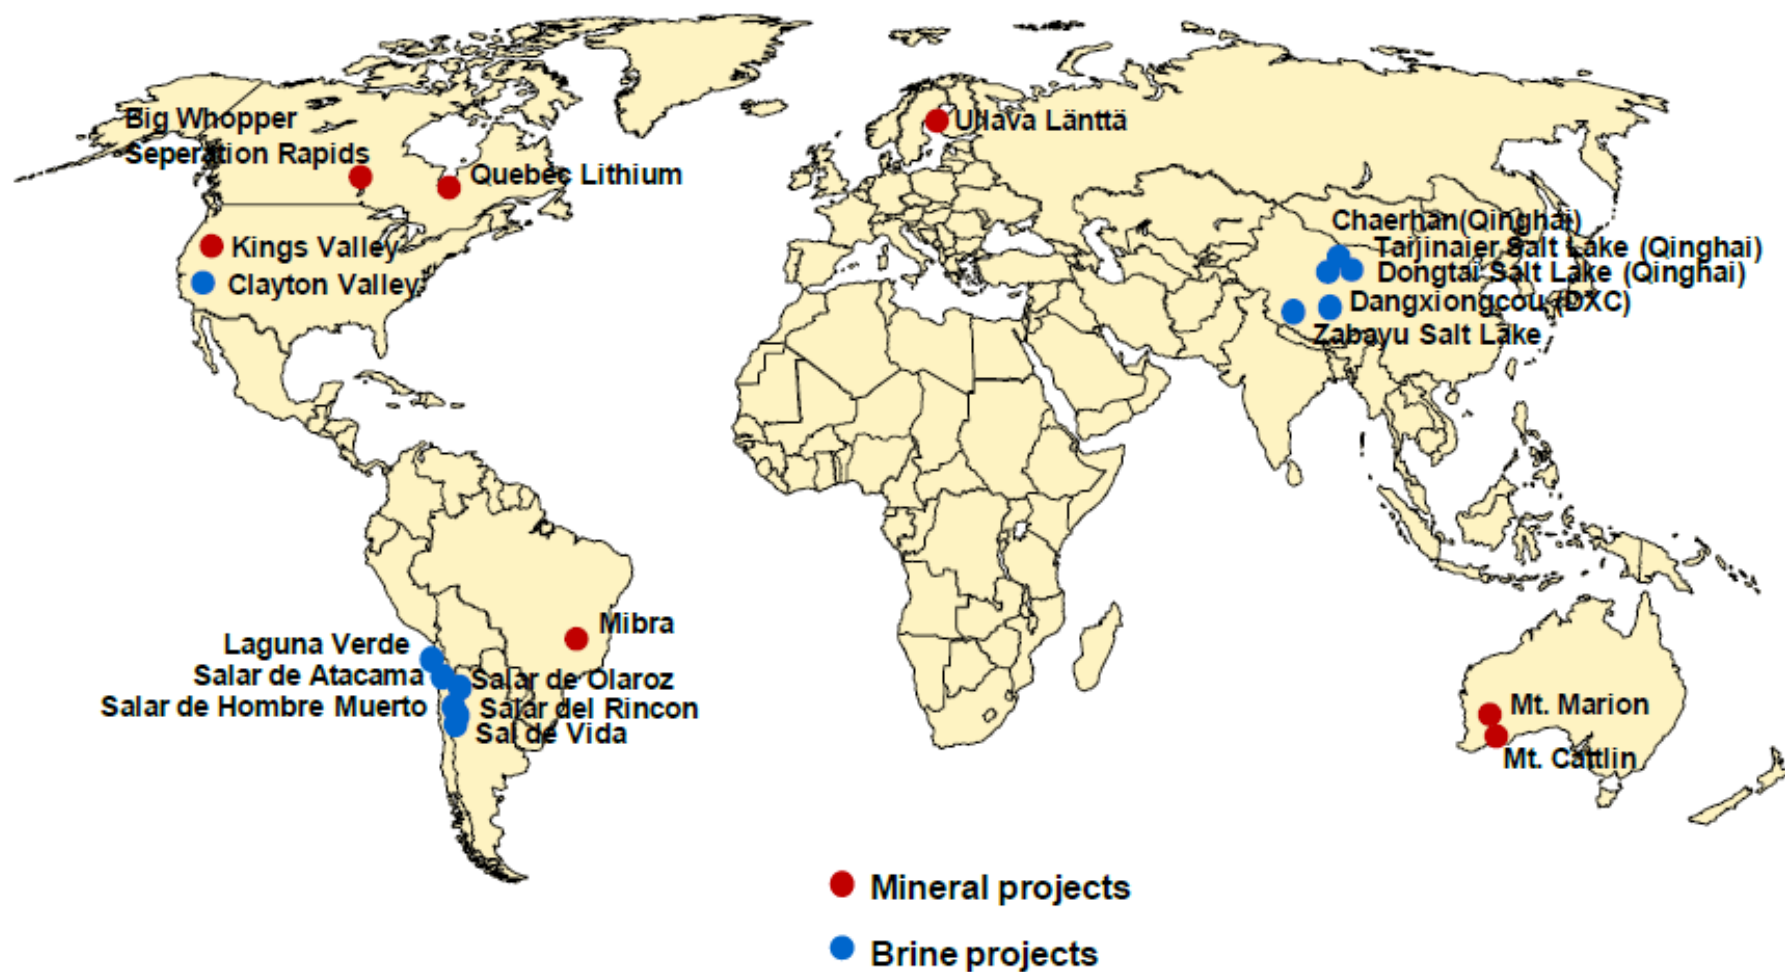 Big Whopper
Seperation Rapids
Quebec Lithium
Ullava Länttä
Kings Valley
Clayton Valley
Chaerhan(Qinghai)
Taijinaier Salt Lake (Qinghai)
Dongtai Salt Lake (Qinghai)
Dangxiongcou (DXC)
Zabayu Salt Lake
Mibra
Laguna Verde
Salar de Atacama
Salar de Olaroz
Salar de Hombre Muerto
Salar del Rincon
Sal de Vida
Mt. Marion
Mt. Cattlin
Mineral projects
Brine projects